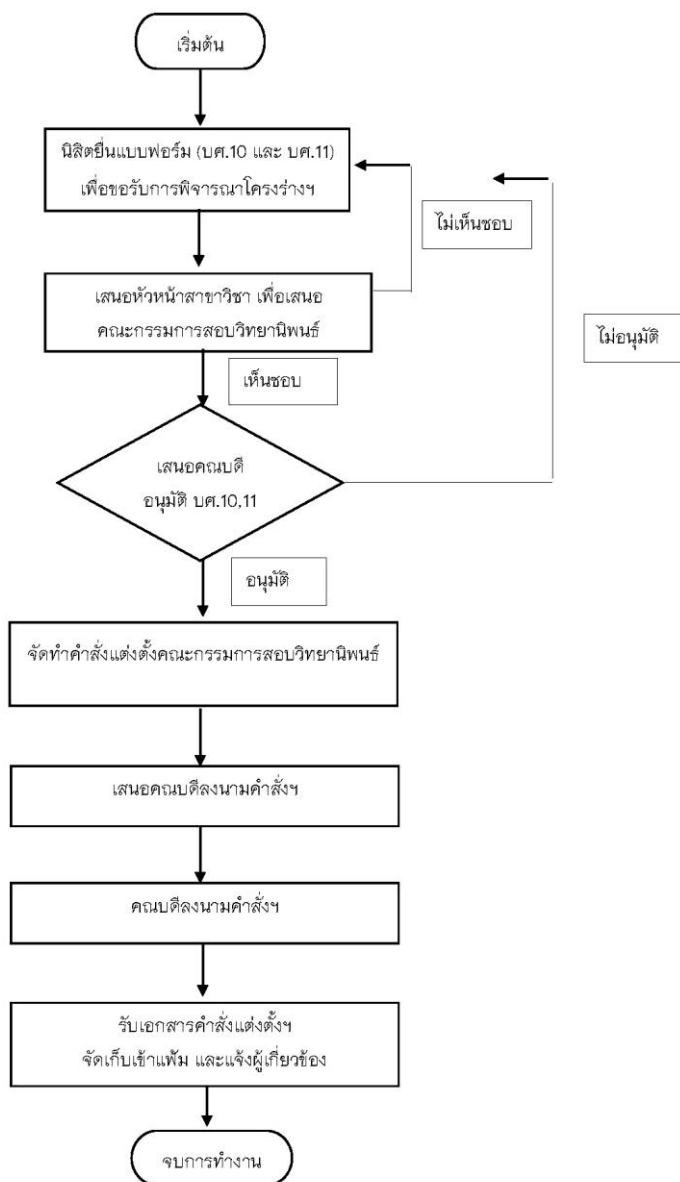 เริ่มต้น
นิสิตยื่นแบบฟอร์ม (บศ.10 และ บศ.11)
เพื่อขอรับการพิจารณาโครงร่างฯ
ไม่เห็นชอบ
เสนอหัวหน้าสาขาวิชา เพื่อเสนอ
คณะกรรมการสอบวิทยานิพนธ์
ไม่อนุมัติ
เห็นชอบ
เสนอคณบดี
อนุมัติ บศ.10,11
อนุมัติ
จัดทำคำสั่งแต่งตั้งคณะกรรมการสอบวิทยานิพนธ์
เสนอคณบดีลงนามคำสั่งฯ
คณบดีลงนามคำสั่งฯ
รับเอกสารคำสั่งแต่งตั้งฯ
จัดเก็บเข้าแฟ้ม และแจ้งผู้เกี่ยวข้อง
จบการทำงาน